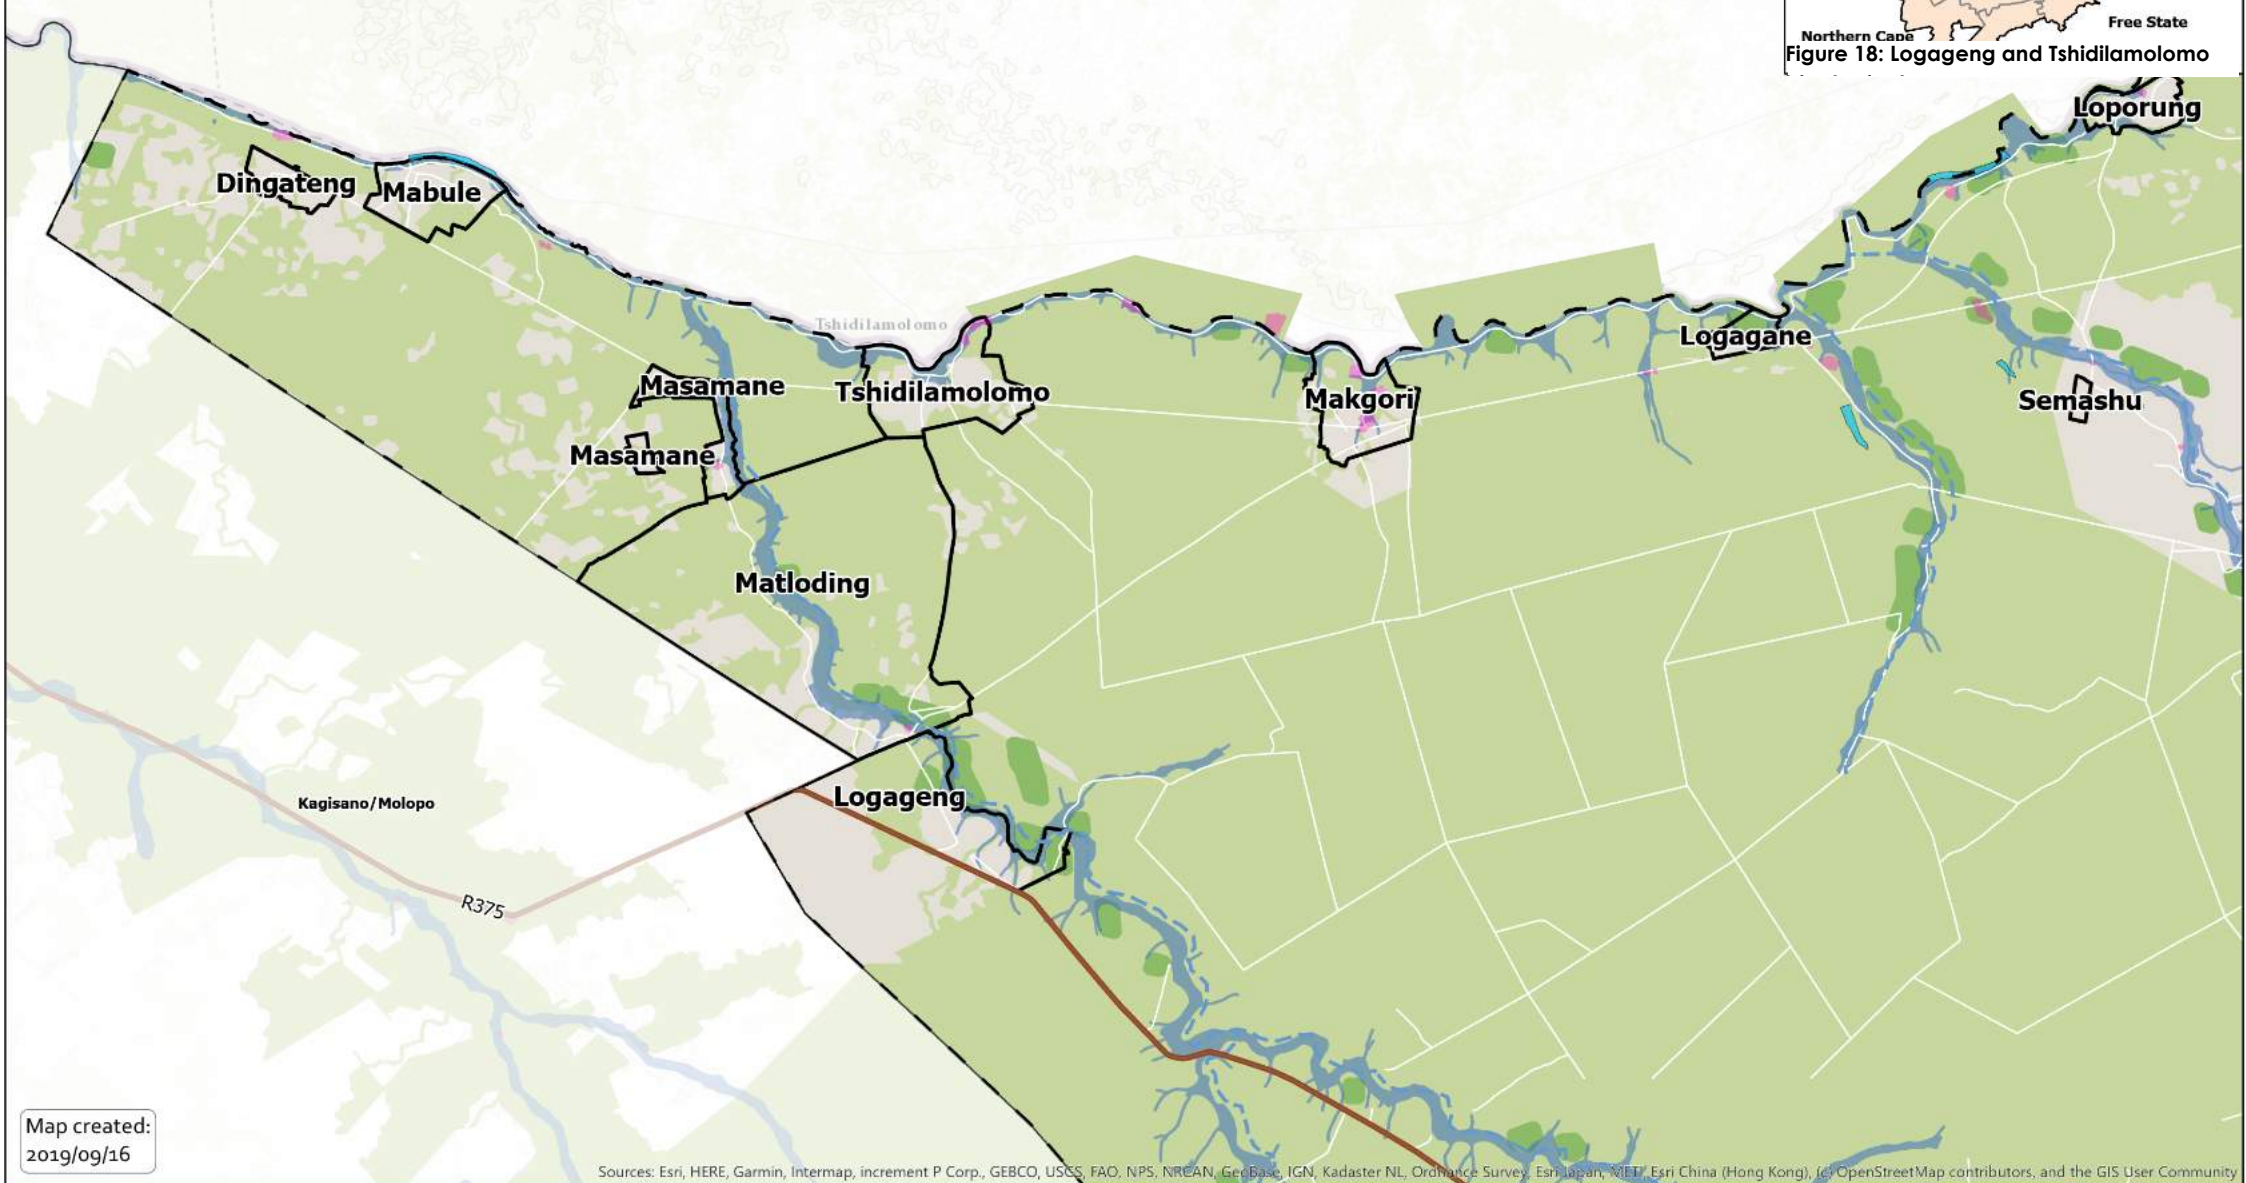 Free State
Northern Cape
Figure 18: Logageng and Tshidilamolomo
Loporung
Dingateng
Mabule
Tshidilamolomo
Logagane
Masamane
Tshidilamolomo
Makgori
Semashu
Masamane
Matloding
Logageng
Kagisano/Molopo
R375
Map created:
2019/09/16
Sources: Esri, HERE, Garmin, Intermap, increment P Corp., GEBCO, USGS, FAO, NPS, NRCAN, GeoBase, IGN, Kadaster NL, Ordnance Survey, Esri Japan, METI, Esri China (Hong Kong), (c) OpenStreetMap contributors, and the GIS User Community